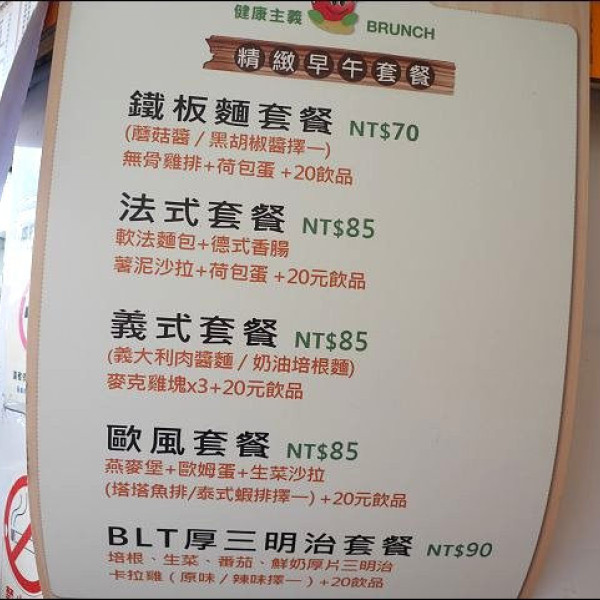 健康主義 BRUNCH
精緻早午套餐
鐵板麵套餐 NT$70
(蘑菇醬/黑胡椒醬擇一)
無骨雞排+荷包蛋+20飲品
法式套餐 NT$85
軟法麵包+德式香腸
薯泥沙拉+荷包蛋+20元飲品
義式套餐 NT$85
(義大利肉醬麵/奶油培根麵)
麥克雞塊x3+20元飲品
歐風套餐 NT$85
燕麥堡+歐姆蛋+生菜沙拉
(塔塔魚排/泰式蝦排擇一)+20元飲品
BLT厚三明治套餐 NT$90
培根、生菜、番茄、鮮奶厚片三明治
卡拉雞(原味/辣味擇一)+20飲品